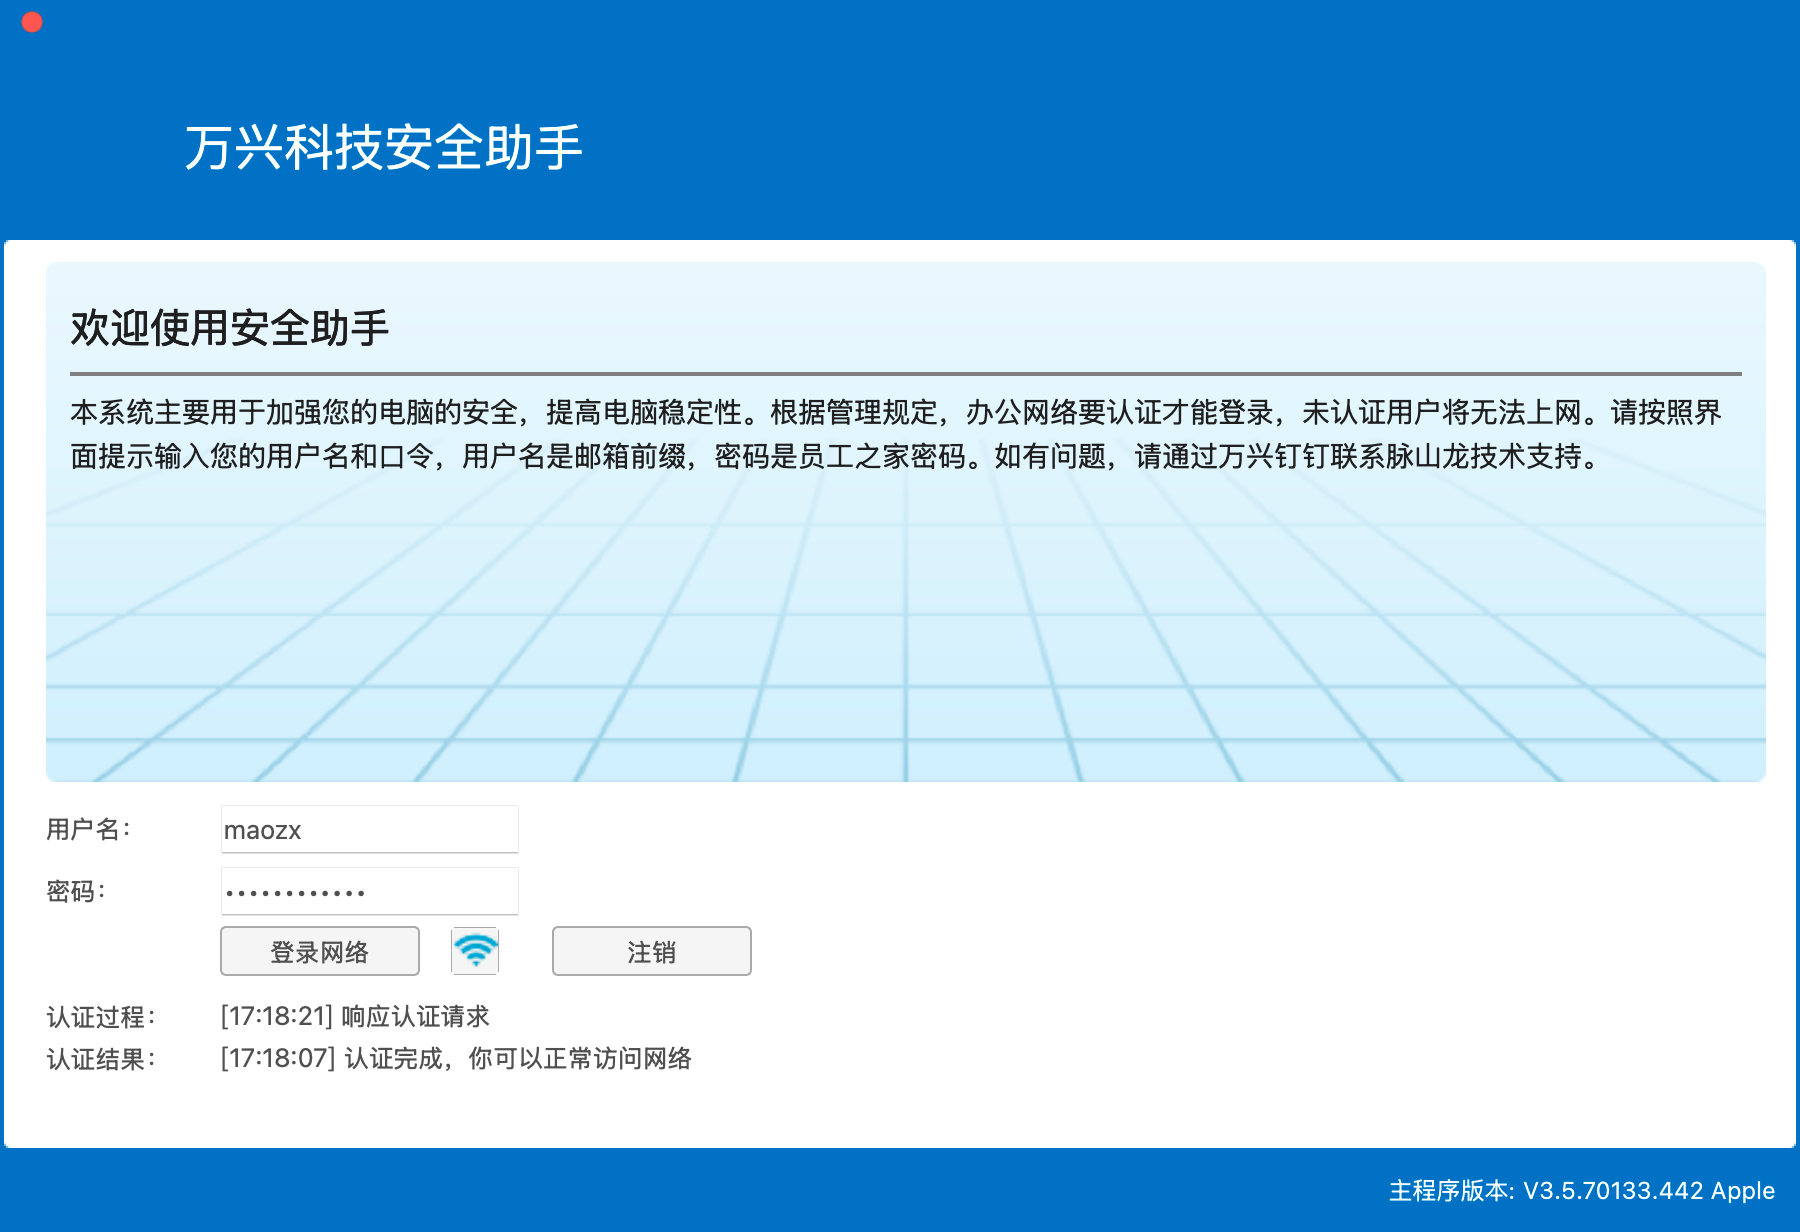 万兴科技安全助手
欢迎使用安全助手
本系统主要用于加强您的电脑的安全，提高电脑稳定性。根据管理规定，办公网络要认证才能登录，未认证用户将无法上网。请按照界
面提示输入您的用户名和口令，用户名是邮箱前缀，密码是员工之家密码。如有问题，请通过万兴钉钉联系脉山龙技术支持。
用户名： maozx
密码： ••••••••••••
登录网络 注销
认证过程： [17:18:21] 响应认证请求
认证结果： [17:18:07] 认证完成，你可以正常访问网络
主程序版本: V3.5.70133.442 Apple